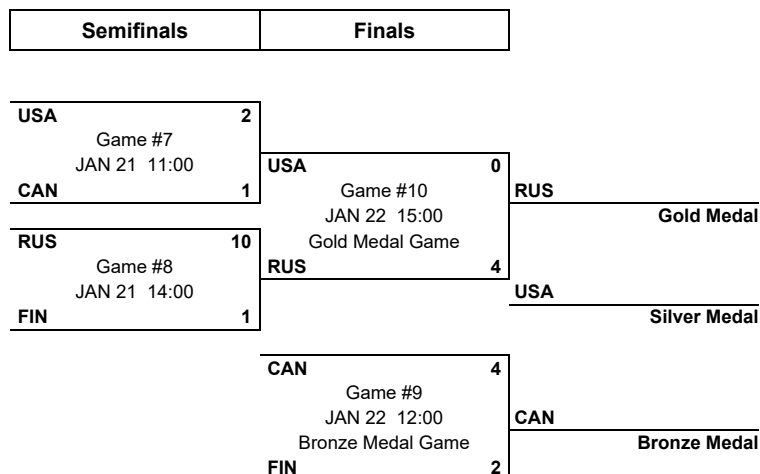 Semifinals Finals
USA 2
Game #7
JAN 21 11:00
CAN 1
RUS 10
Game #8
JAN 21 14:00
FIN 1
USA 0
Game #10
JAN 22 15:00
Gold Medal Game
RUS 4
CAN 4
Game #9
JAN 22 12:00
Bronze Medal Game
FIN 2
RUS
Gold Medal
USA
Silver Medal
CAN
Bronze Medal